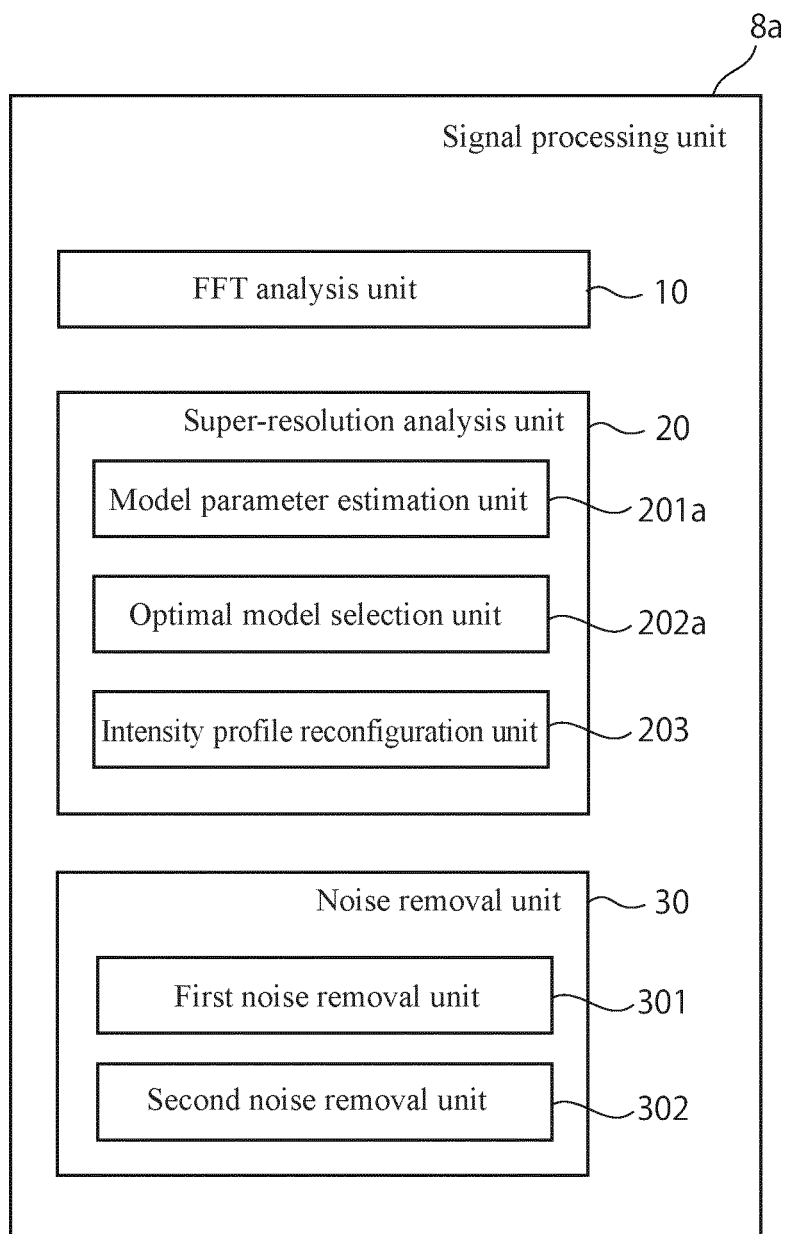 8a
Signal processing unit
FFT analysis unit
10
Super-resolution analysis unit
20
Model parameter estimation unit
201a
Optimal model selection unit
202a
Intensity profile reconfiguration unit
203
Noise removal unit
30
First noise removal unit
301
Second noise removal unit
302